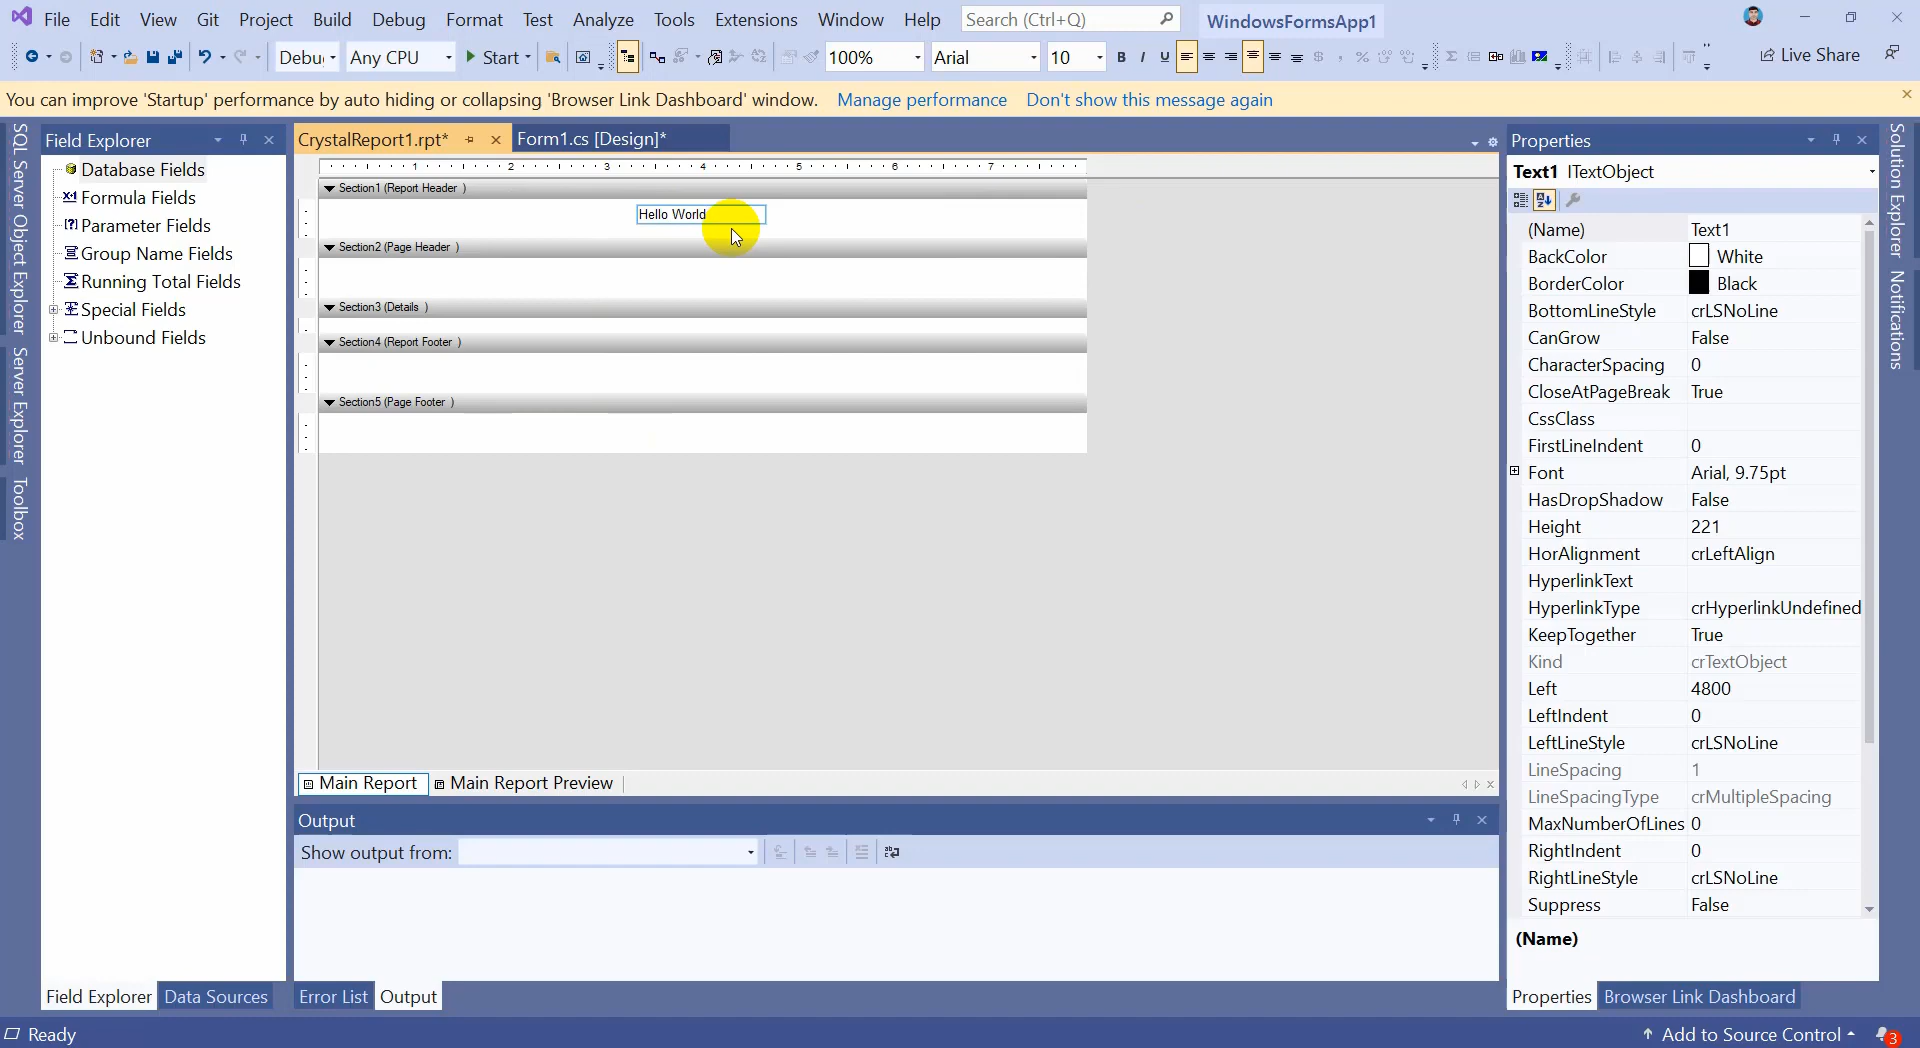 File Edit View Git Project Build Debug Format Test Analyze Tools Extensions Window Help Search (Ctrl+Q) WindowsFormsApp1
Any CPU Start 100% Arial 10 B I U Live Share
You can improve 'Startup' performance by auto hiding or collapsing 'Browser Link Dashboard' window. Manage performance Don't show this message again
SQL Server Object Explorer
Server Explorer
Toolbox
Field Explorer
Database Fields
Formula Fields
Parameter Fields
Group Name Fields
Running Total Fields
Special Fields
Unbound Fields
Field Explorer Data Sources
CrystalReport1.rpt* Form1.cs [Design]*
1 2 3 4 5 6 7
Section1 (Report Header )
Hello World
Section2 (Page Header )
Section3 (Details )
Section4 (Report Footer )
Section5 (Page Footer )
Main Report Main Report Preview
Output
Show output from:
Error List Output
Properties
Text1 ITextObject
(Name) Text1
BackColor White
BorderColor Black
BottomLineStyle crLSNoLine
CanGrow False
CharacterSpacing 0
CloseAtPageBreak True
CssClass
FirstLineIndent 0
Font Arial, 9.75pt
HasDropShadow False
Height 221
HorAlignment crLeftAlign
HyperlinkText
HyperlinkType crHyperlinkUndefined
KeepTogether True
Kind crTextObject
Left 4800
LeftIndent 0
LeftLineStyle crLSNoLine
LineSpacing 1
LineSpacingType crMultipleSpacing
MaxNumberOfLines 0
RightIndent 0
RightLineStyle crLSNoLine
Suppress False
(Name)
Properties Browser Link Dashboard
Solution Explorer
Notifications
Ready
Add to Source Control 3